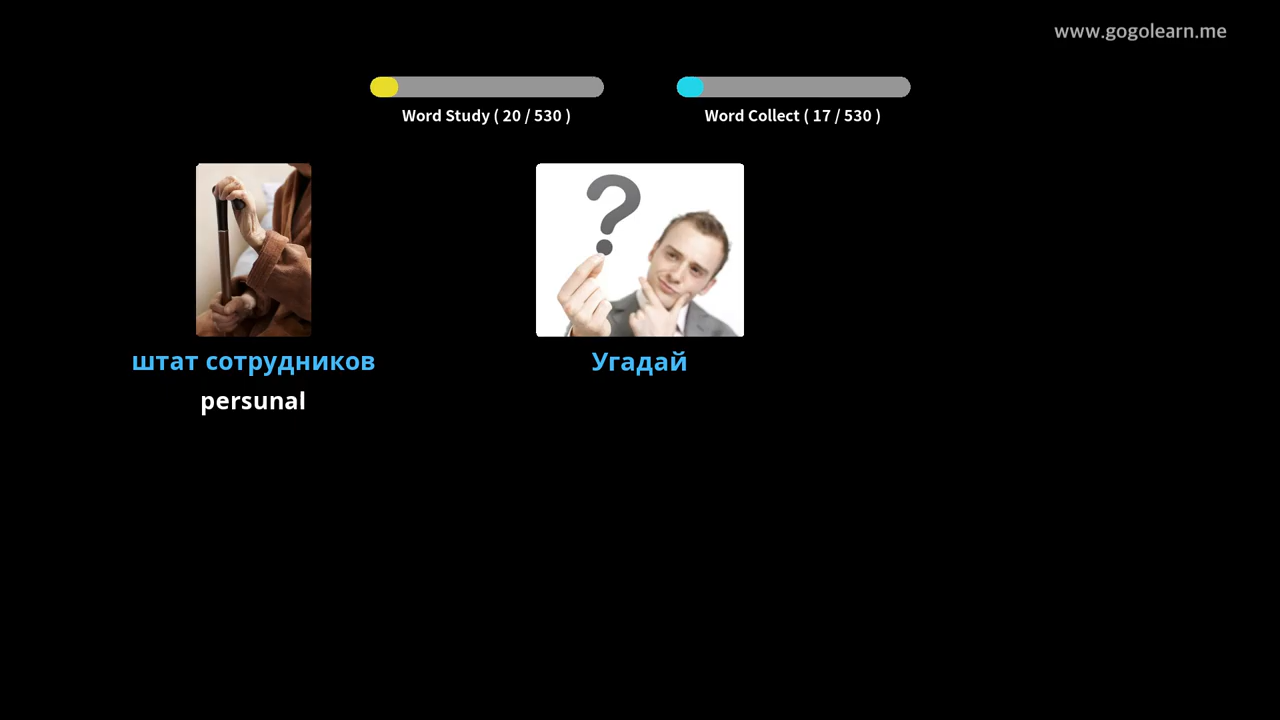 www.gogolearn.me
Word Study ( 20 / 530 )
Word Collect ( 17 / 530 )
штат сотрудников
persunal
Угадай